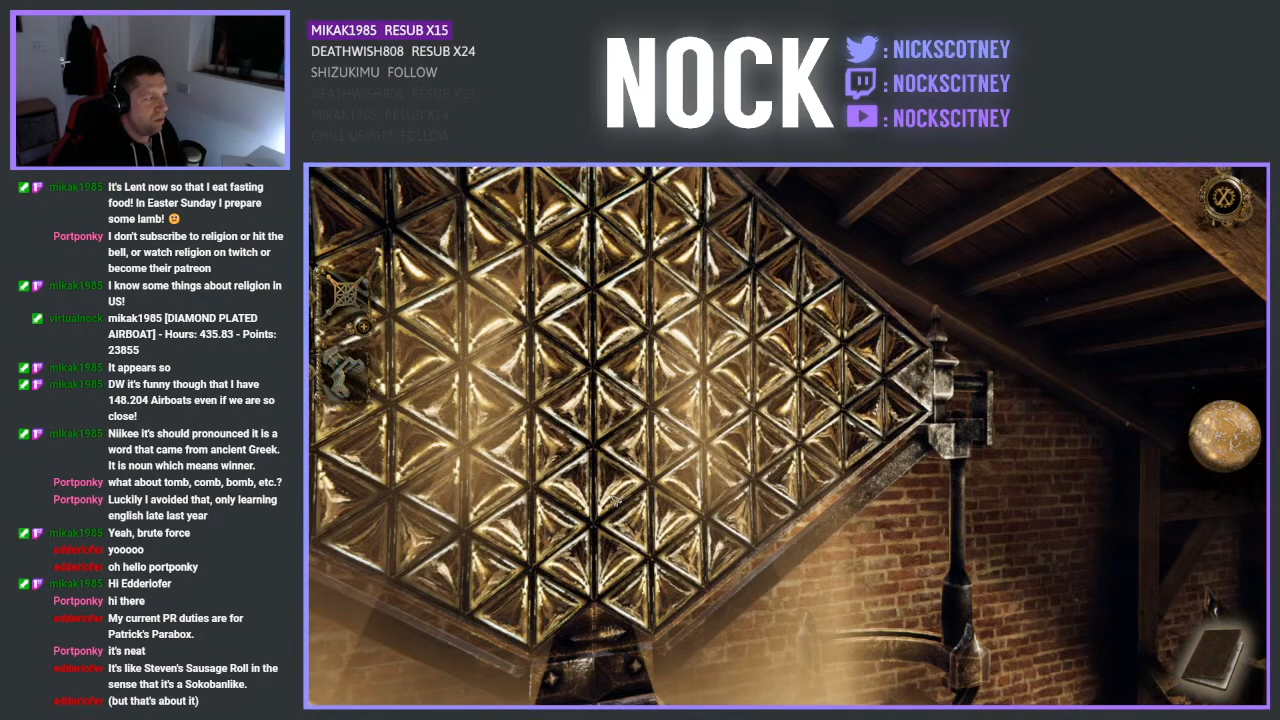 MIKAK1985 RESUB X15
DEATHWISH808 RESUB X24
SHIZUKIMU FOLLOW
DEATHWISH808 RESUB X23
MIKAK1985 RESUB X14
NOCK
: NICKSCOTNEY
: NOCKSCITNEY
: NOCKSCITNEY
mikak1985 It's Lent now so that I eat fasting
food! In Easter Sunday I prepare
some lamb!
Portponky I don't subscribe to religion or hit the
bell, or watch religion on twitch or
become their patreon
mikak1985 I know some things about religion in
US!
virtualnock mikak1985 [DIAMOND PLATED
AIRBOAT] - Hours: 435.83 - Points:
23855
mikak1985 It appears so
mikak1985 DW it's funny though that I have
148.204 Airboats even if we are so
close!
mikak1985 Niikee it's should pronounced it is a
word that came from ancient Greek.
It is noun which means winner.
Portponky what about tomb, comb, bomb, etc.?
Portponky Luckily I avoided that, only learning
english late last year
mikak1985 Yeah, brute force
edderiofer yooooo
edderiofer oh hello portponky
mikak1985 Hi Edderiofer
Portponky hi there
edderiofer My current PR duties are for
Patrick's Parabox.
Portponky it's neat
edderiofer It's like Steven's Sausage Roll in the
sense that it's a Sokobanlike.
edderiofer (but that's about it)